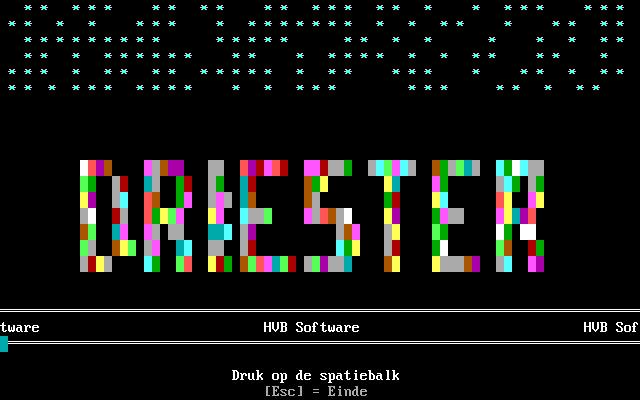 DRIESTER
tware HVB Software HVB Sof
Druk op de spatiebalk
[Esc] = Einde